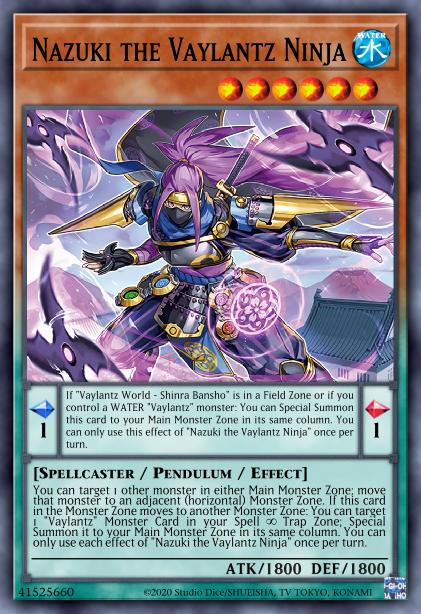 NAZUKI THE VAYLANTZ NINJA
WATER
水
If "Vaylantz World - Shinra Bansho" is in a Field Zone or if you
control a WATER "Vaylantz" monster: You can Special Summon
this card to your Main Monster Zone in its same column. You
can only use this effect of "Nazuki the Vaylantz Ninja" once per
turn.
1
1
[SPELLCASTER / PENDULUM / EFFECT]
You can target 1 other monster in either Main Monster Zone; move
that monster to an adjacent (horizontal) Monster Zone. If this card
in the Monster Zone moves to another Monster Zone: You can target
1 "Vaylantz" Monster Card in your Spell ∞ Trap Zone; Special
Summon it to your Main Monster Zone in its same column. You can
only use each effect of "Nazuki the Vaylantz Ninja" once per turn.
ATK/1800 DEF/1800
41525660
©2020 Studio Dice/SHUEISHA, TV TOKYO, KONAMI